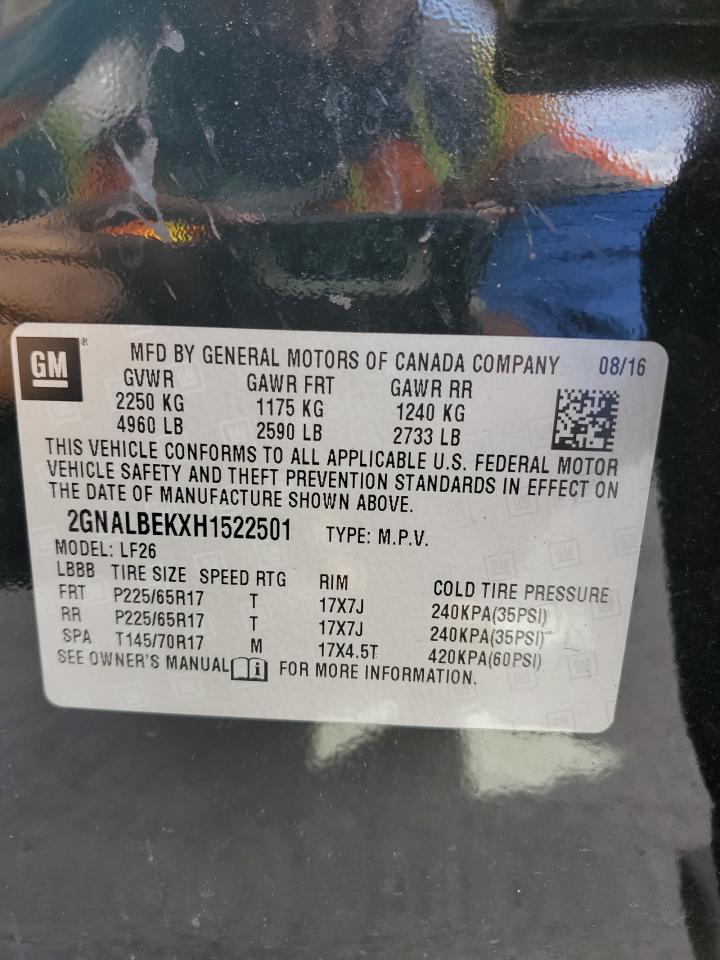 GM ® MFD BY GENERAL MOTORS OF CANADA COMPANY 08/16
GVWR GAWR FRT GAWR RR
2250 KG 1175 KG 1240 KG
4960 LB 2590 LB 2733 LB
THIS VEHICLE CONFORMS TO ALL APPLICABLE U.S. FEDERAL MOTOR
VEHICLE SAFETY AND THEFT PREVENTION STANDARDS IN EFFECT ON
THE DATE OF MANUFACTURE SHOWN ABOVE.
2GNALBEKXH1522501 TYPE: M.P.V.
MODEL: LF26
LBBB TIRE SIZE SPEED RTG RIM COLD TIRE PRESSURE
FRT P225/65R17 T 17X7J 240KPA(35PSI)
RR P225/65R17 T 17X7J 240KPA(35PSI)
SPA T145/70R17 M 17X4.5T 420KPA(60PSI)
SEE OWNER'S MANUAL i FOR MORE INFORMATION.